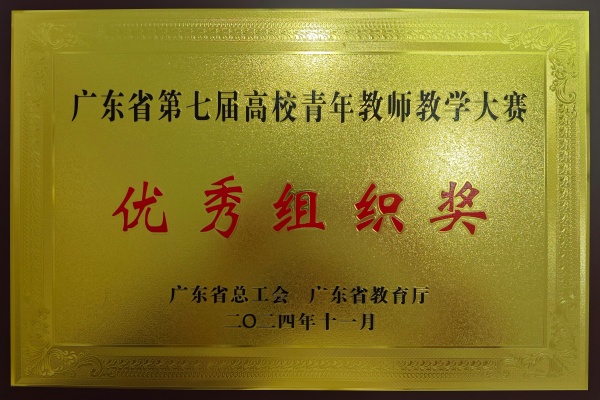 广东省第七届高校青年教师教学大赛
优秀组织奖
广东省总工会 广东省教育厅
二〇二四年十一月